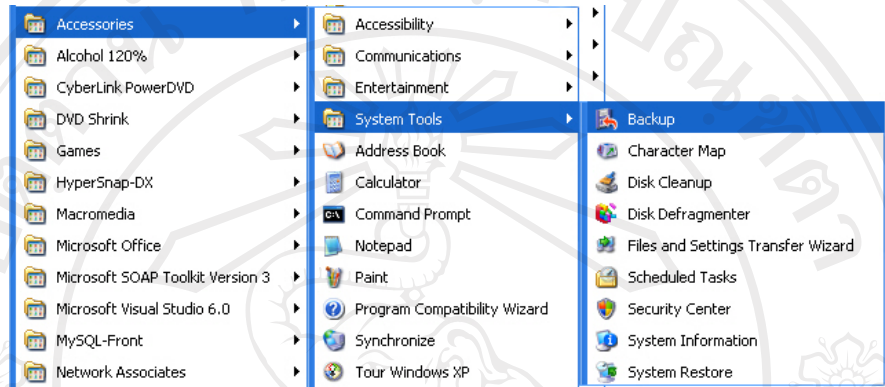 Accessories
Alcohol 120%
CyberLink PowerDVD
DVD Shrink
Games
HyperSnap-DX
Macromedia
Microsoft Office
Microsoft SOAP Toolkit Version 3
Microsoft Visual Studio 6.0
MySQL-Front
Network Associates
Accessibility
Communications
Entertainment
System Tools
Address Book
Calculator
Command Prompt
Notepad
Paint
Program Compatibility Wizard
Synchronize
Tour Windows XP
Backup
Character Map
Disk Cleanup
Disk Defragmenter
Files and Settings Transfer Wizard
Scheduled Tasks
Security Center
System Information
System Restore